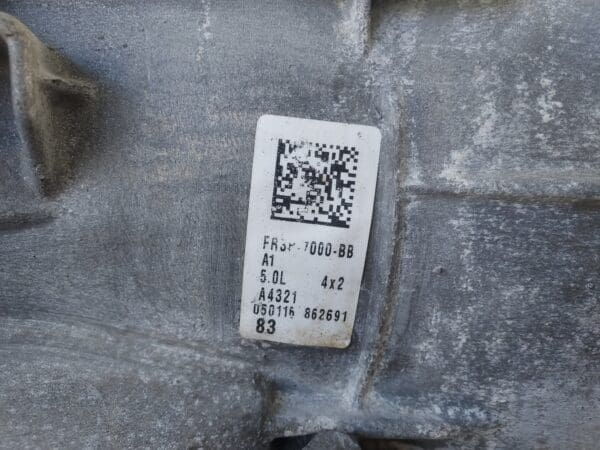 FR3P-7000-BB
A1
5.0L 4x2
A4321
050116 862691
83